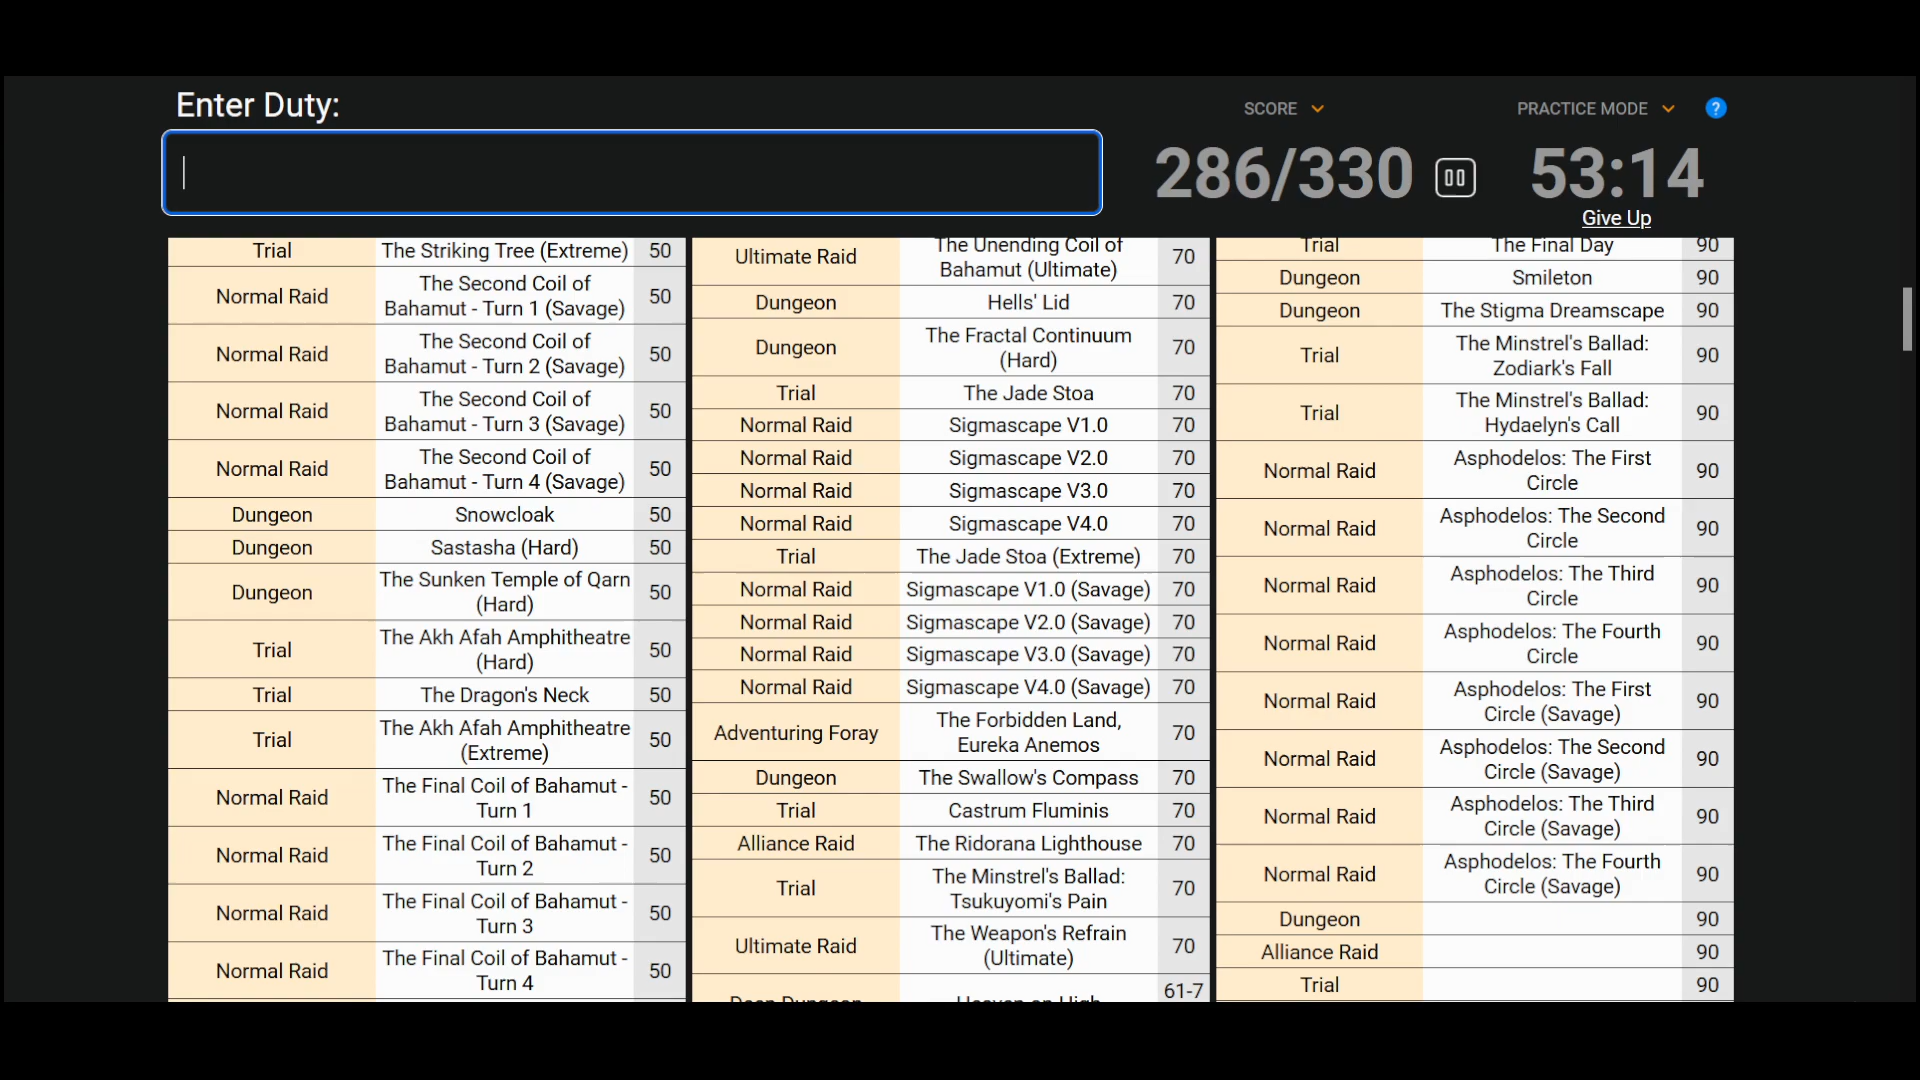 Enter Duty:
SCORE
PRACTICE MODE
?
286/330
53:14
Give Up
Trial The Striking Tree (Extreme) 50
Normal Raid The Second Coil of
Bahamut - Turn 1 (Savage) 50
Normal Raid The Second Coil of
Bahamut - Turn 2 (Savage) 50
Normal Raid The Second Coil of
Bahamut - Turn 3 (Savage) 50
Normal Raid The Second Coil of
Bahamut - Turn 4 (Savage) 50
Dungeon Snowcloak 50
Dungeon Sastasha (Hard) 50
Dungeon The Sunken Temple of Qarn
(Hard) 50
Trial The Akh Afah Amphitheatre
(Hard) 50
Trial The Dragon's Neck 50
Trial The Akh Afah Amphitheatre
(Extreme) 50
Normal Raid The Final Coil of Bahamut -
Turn 1 50
Normal Raid The Final Coil of Bahamut -
Turn 2 50
Normal Raid The Final Coil of Bahamut -
Turn 3 50
Normal Raid The Final Coil of Bahamut -
Turn 4 50
Ultimate Raid The Unending Coil of
Bahamut (Ultimate) 70
Dungeon Hells' Lid 70
Dungeon The Fractal Continuum
(Hard) 70
Trial The Jade Stoa 70
Normal Raid Sigmascape V1.0 70
Normal Raid Sigmascape V2.0 70
Normal Raid Sigmascape V3.0 70
Normal Raid Sigmascape V4.0 70
Trial The Jade Stoa (Extreme) 70
Normal Raid Sigmascape V1.0 (Savage) 70
Normal Raid Sigmascape V2.0 (Savage) 70
Normal Raid Sigmascape V3.0 (Savage) 70
Normal Raid Sigmascape V4.0 (Savage) 70
Adventuring Foray The Forbidden Land,
Eureka Anemos 70
Dungeon The Swallow's Compass 70
Trial Castrum Fluminis 70
Alliance Raid The Ridorana Lighthouse 70
Trial The Minstrel's Ballad:
Tsukuyomi's Pain 70
Ultimate Raid The Weapon's Refrain
(Ultimate) 70
Deep Dungeon Heaven on High 61-7
Trial The Final Day 90
Dungeon Smileton 90
Dungeon The Stigma Dreamscape 90
Trial The Minstrel's Ballad:
Zodiark's Fall 90
Trial The Minstrel's Ballad:
Hydaelyn's Call 90
Normal Raid Asphodelos: The First
Circle 90
Normal Raid Asphodelos: The Second
Circle 90
Normal Raid Asphodelos: The Third
Circle 90
Normal Raid Asphodelos: The Fourth
Circle 90
Normal Raid Asphodelos: The First
Circle (Savage) 90
Normal Raid Asphodelos: The Second
Circle (Savage) 90
Normal Raid Asphodelos: The Third
Circle (Savage) 90
Normal Raid Asphodelos: The Fourth
Circle (Savage) 90
Dungeon 90
Alliance Raid 90
Trial 90